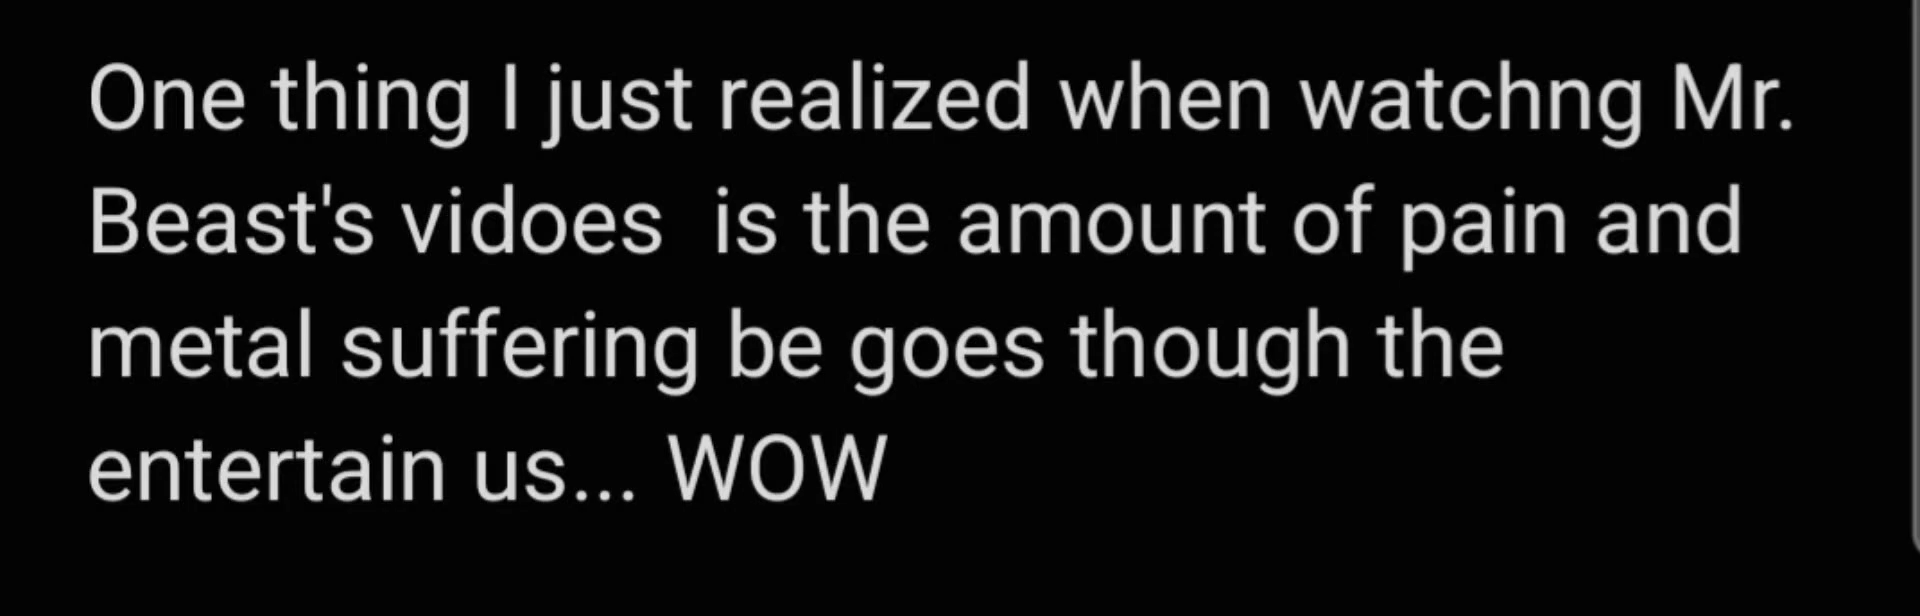 One thing I just realized when watchng Mr.
Beast's vidoes  is the amount of pain and
metal suffering be goes though the
entertain us... WOW